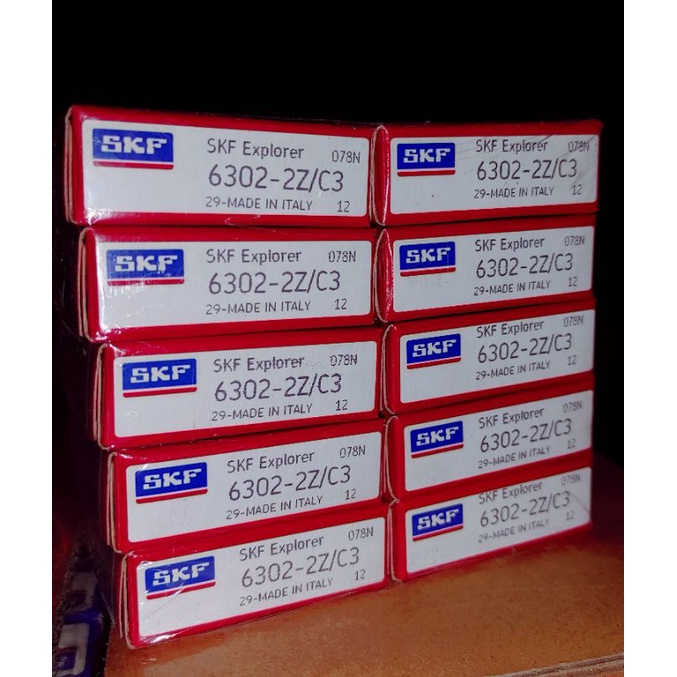 SKF
SKF Explorer 078N
6302-2Z/C3
29-MADE IN ITALY 12
SKF
SKF Explorer 078N
6302-2Z/C3
29-MADE IN ITALY 12
SKF
SKF Explorer 078N
6302-2Z/C3
29-MADE IN ITALY 12
SKF
SKF Explorer 078N
6302-2Z/C3
29-MADE IN ITALY 12
SKF
SKF Explorer 078N
6302-2Z/C3
29-MADE IN ITALY 12
SKF
SKF Explorer 078N
6302-2Z/C3
29-MADE IN ITALY 12
SKF
SKF Explorer 078N
6302-2Z/C3
29-MADE IN ITALY 12
SKF
SKF Explorer 078N
6302-2Z/C3
29-MADE IN ITALY 12
SKF
SKF Explorer 078N
6302-2Z/C3
29-MADE IN ITALY 12
SKF
SKF Explorer 078N
6302-2Z/C3
29-MADE IN ITALY 12